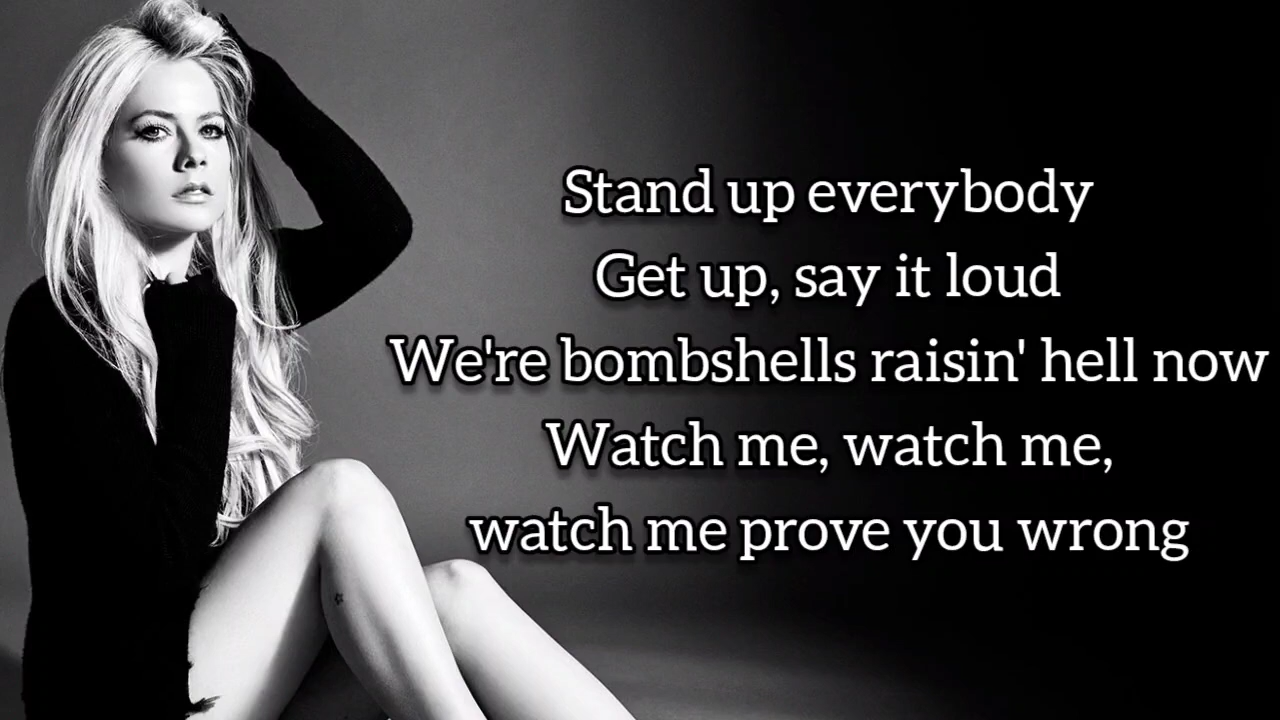 Stand up everybody
Get up, say it loud
We're bombshells raisin' hell now
Watch me, watch me,
watch me prove you wrong